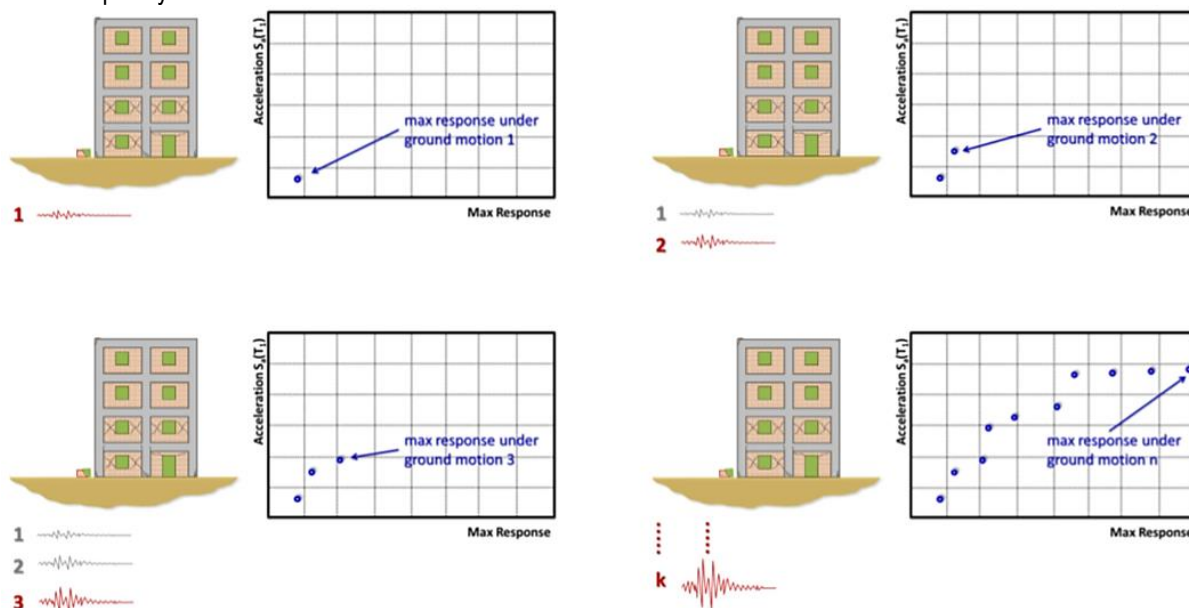 Acceleration Sa(T1)
max response under
ground motion 1
1
Max Response
Acceleration Sa(T1)
max response under
ground motion 2
1
2
Max Response
Acceleration Sa(T1)
max response under
ground motion 3
Max Response
1
2
3
Acceleration Sa(T1)
max response under
ground motion n
Max Response
k